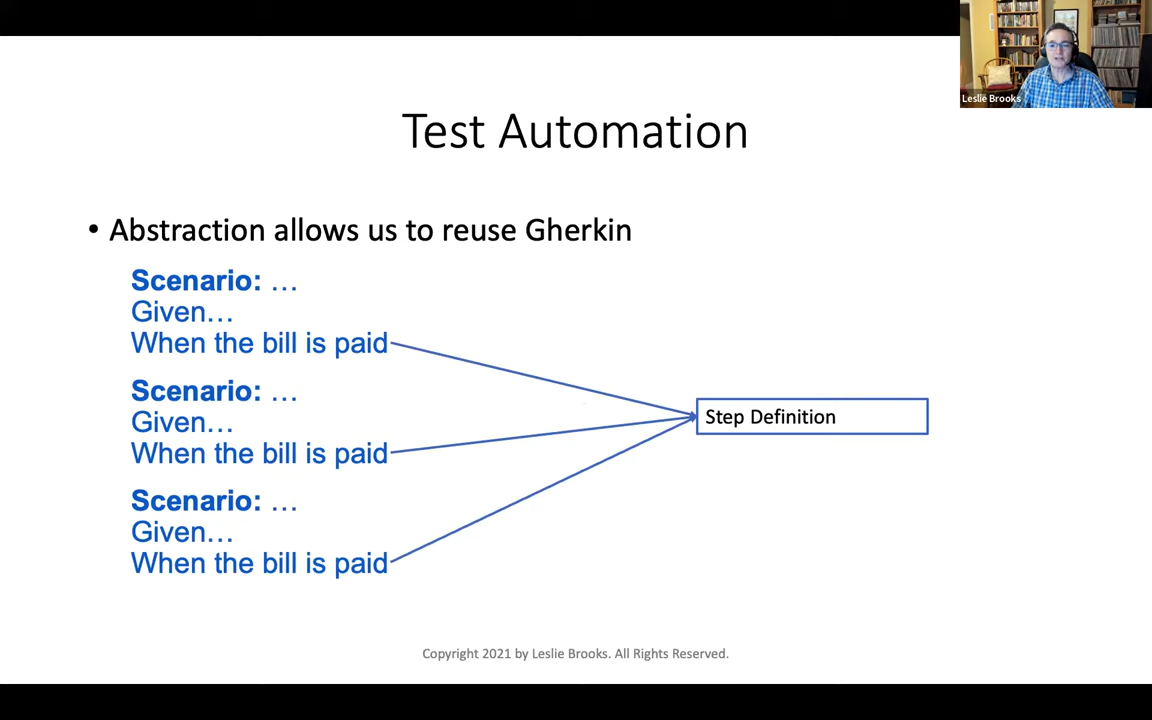 Leslie Brooks
Test Automation
• Abstraction allows us to reuse Gherkin
Scenario: …
Given…
When the bill is paid
Scenario: …
Given…
When the bill is paid
Step Definition
Scenario: …
Given…
When the bill is paid
Copyright 2021 by Leslie Brooks. All Rights Reserved.